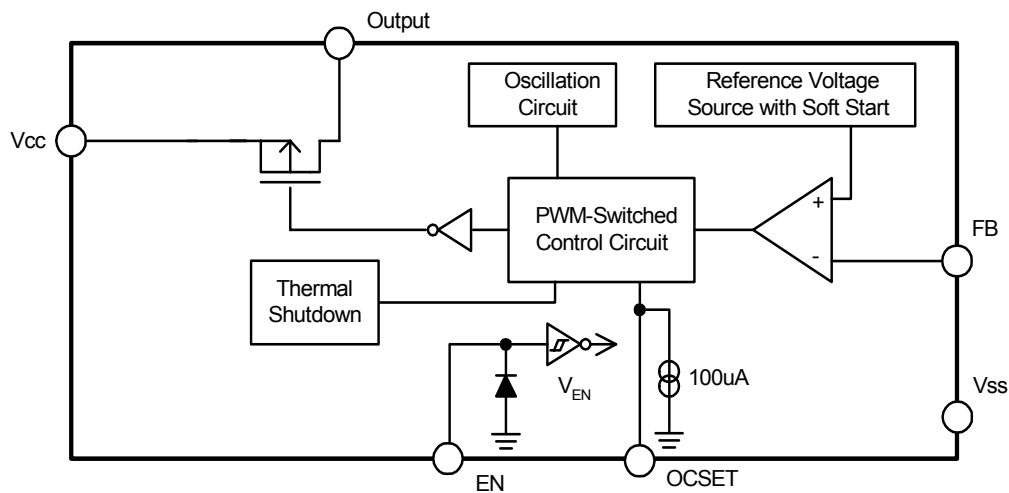 Output
Oscillation
Circuit
Reference Voltage
Source with Soft Start
Vcc
+
-
PWM-Switched
Control Circuit
FB
Thermal
Shutdown
VEN
100uA
Vss
EN
OCSET